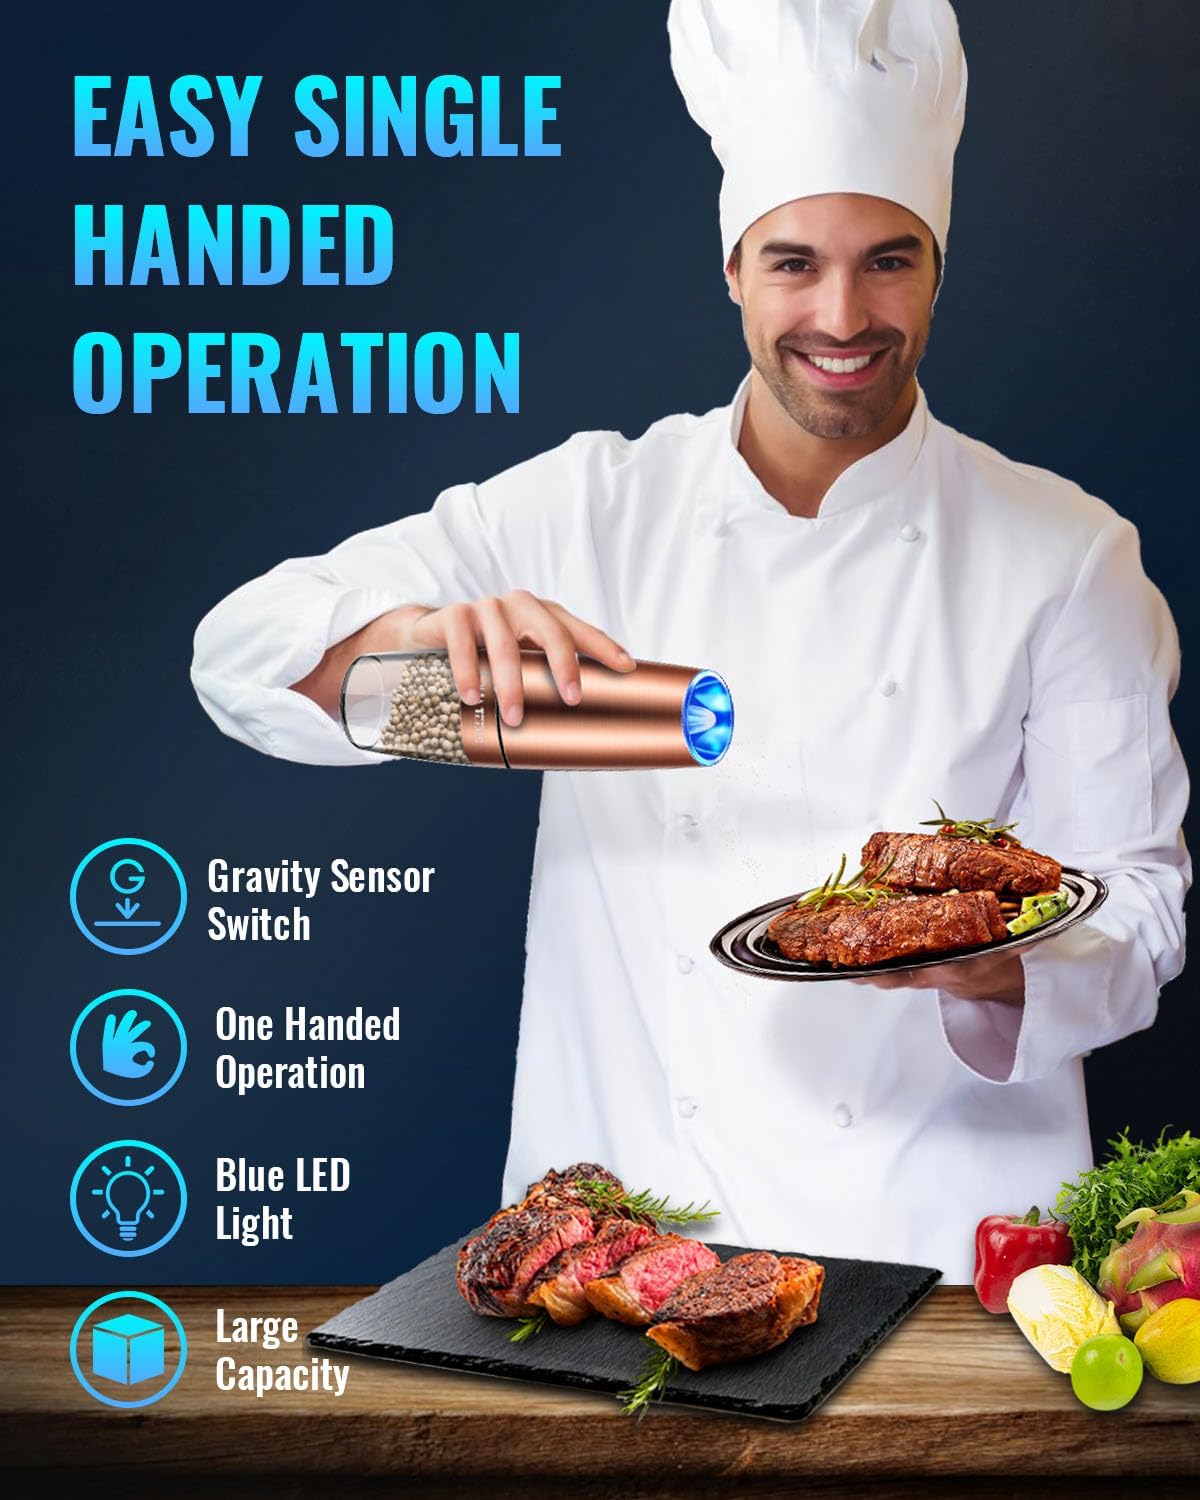 EASY SINGLE
HANDED
OPERATION
G
Gravity Sensor
Switch
One Handed
Operation
Blue LED
Light
Large
Capacity